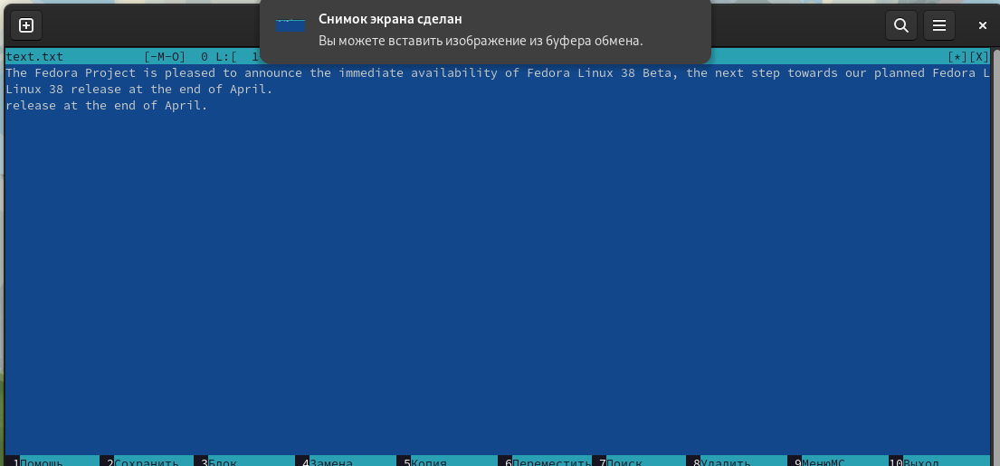 Снимок экрана сделан
Вы можете вставить изображение из буфера обмена.
text.txt [-M-O] 0 L:[ 1 [*][X]
The Fedora Project is pleased to announce the immediate availability of Fedora Linux 38 Beta, the next step towards our planned Fedora L
Linux 38 release at the end of April.
release at the end of April.
1Помощь 2Сохранить 3Блок 4Замена 5Копия 6Переместить 7Поиск 8Удалить 9МенюMC 10Выход